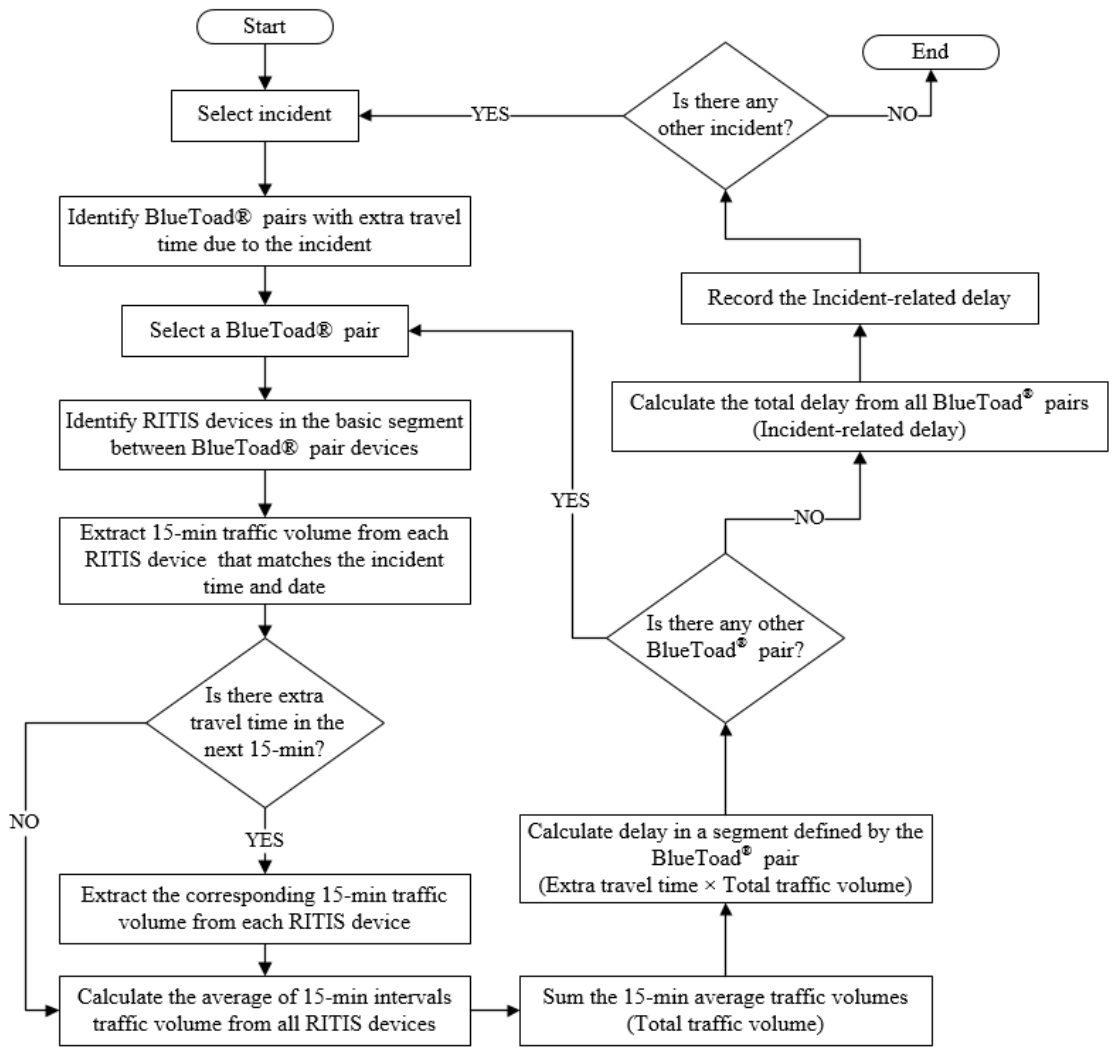 Start
Select incident
Identify BlueToad® pairs with extra travel
time due to the incident
Select a BlueToad® pair
Identify RITIS devices in the basic segment
between BlueToad® pair devices
Extract 15-min traffic volume from each
RITIS device that matches the incident
time and date
Is there extra
travel time in the
next 15-min?
NO
YES
Extract the corresponding 15-min traffic
volume from each RITIS device
Calculate the average of 15-min intervals
traffic volume from all RITIS devices
Sum the 15-min average traffic volumes
(Total traffic volume)
Calculate delay in a segment defined by the
BlueToad® pair
(Extra travel time × Total traffic volume)
Is there any other
BlueToad® pair?
YES
NO
Calculate the total delay from all BlueToad® pairs
(Incident-related delay)
Record the Incident-related delay
Is there any
other incident?
YES
NO
End